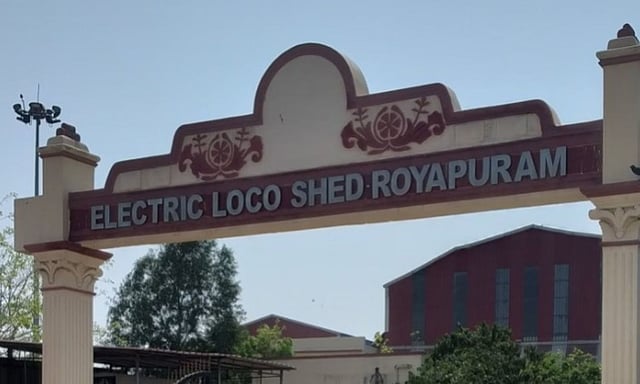 ELECTRIC LOCO SHED ROYAPURAM